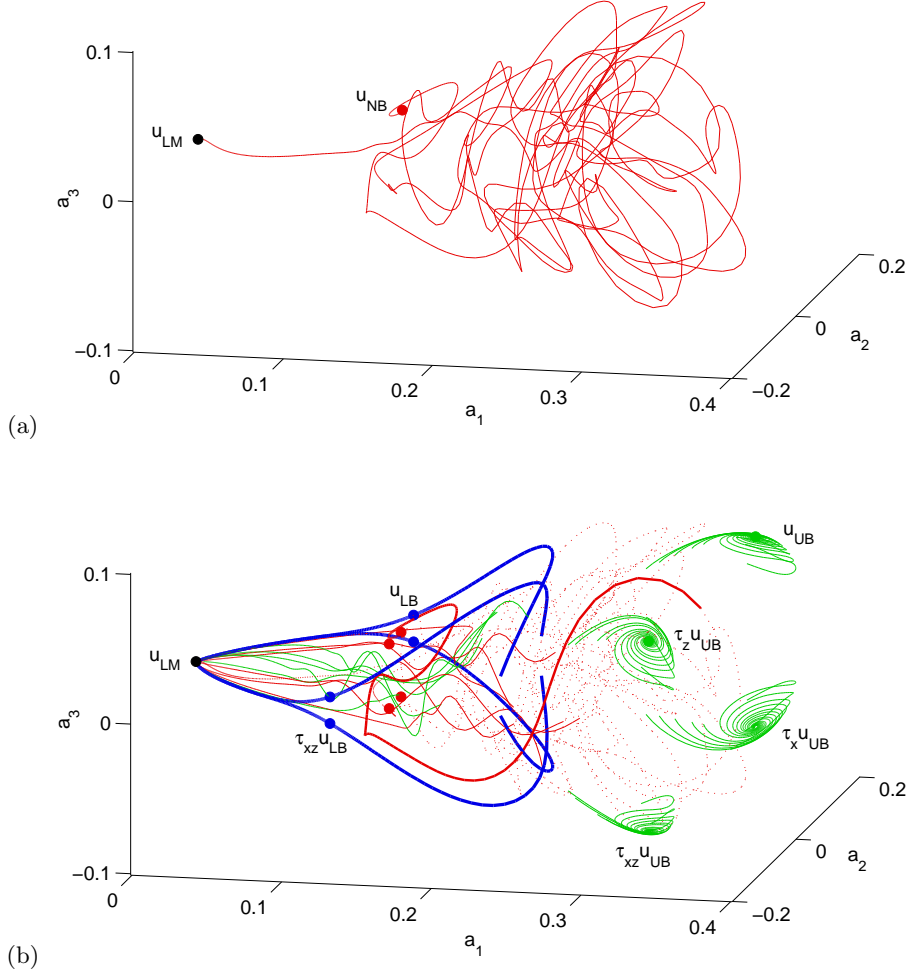 0.1
u_NB
u_LM
a_3
0
0.2
0
a_2
−0.1
0
0.1
0.2
0.3
0.4
−0.2
a_1
(a)
u_UB
0.1
u_LB
τ_z u_UB
u_LM
a_3
0
τ_xz u_LB
τ_x u_UB
0.2
τ_xz u_UB
0
a_2
−0.1
0
0.1
0.2
0.3
0.4
−0.2
a_1
(b)